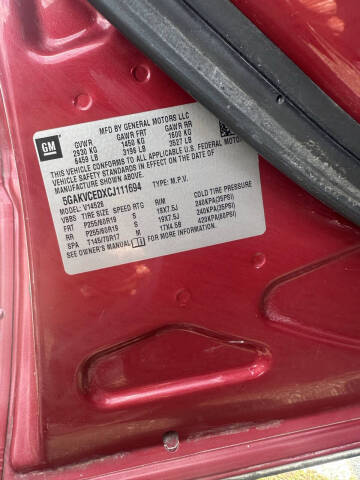 GM
MFD BY GENERAL MOTORS LLC
GVWR GAWR FRT GAWR RR
2930 KG 1450 KG 1600 KG
6459 LB 3196 LB 3527 LB
THIS VEHICLE CONFORMS TO ALL APPLICABLE U.S. FEDERAL MOTOR
VEHICLE SAFETY STANDARDS IN EFFECT ON THE DATE OF
MANUFACTURE SHOWN
5GAKVCEDXCJ111694 TYPE: M.P.V.
MODEL: V14526
VBBS TIRE SIZE SPEED RTG RIM COLD TIRE PRESSURE
FRT P255/60R19 S 19X7.5J 240KPA(35PSI)
RR P255/60R19 S 19X7.5J 240KPA(35PSI)
SPA T145/70R17 M 17X4.5B 420KPA(60PSI)
SEE OWNER'S MANUAL FOR MORE INFORMATION.